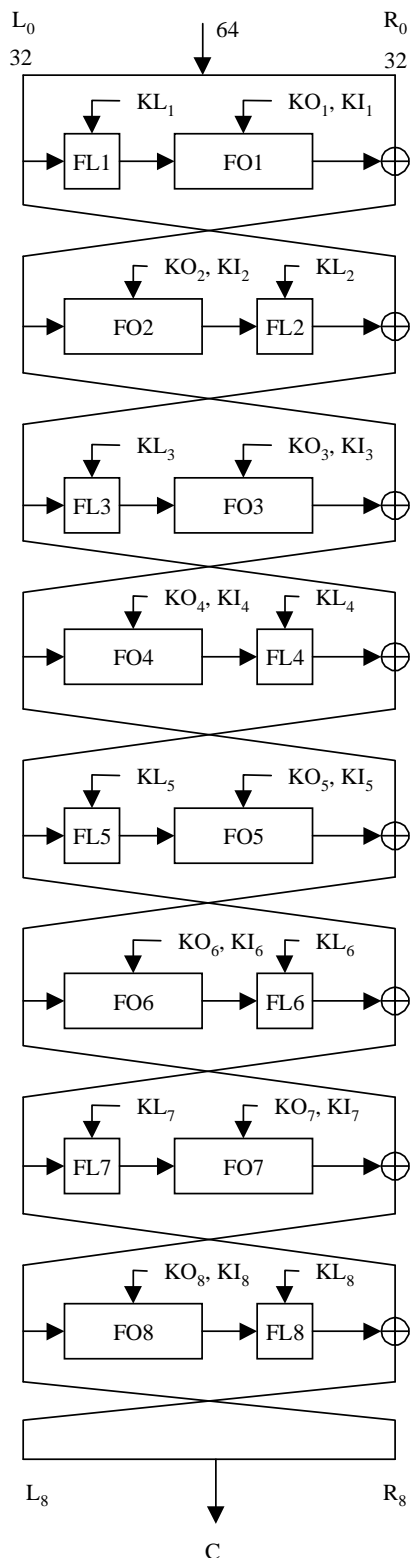 L₀ 64 R₀
32 32
KL₁ KO₁, KI₁
FL1 FO1
KO₂, KI₂ KL₂
FO2 FL2
KL₃ KO₃, KI₃
FL3 FO3
KO₄, KI₄ KL₄
FO4 FL4
KL₅ KO₅, KI₅
FL5 FO5
KO₆, KI₆ KL₆
FO6 FL6
KL₇ KO₇, KI₇
FL7 FO7
KO₈, KI₈ KL₈
FO8 FL8
L₈ R₈
C